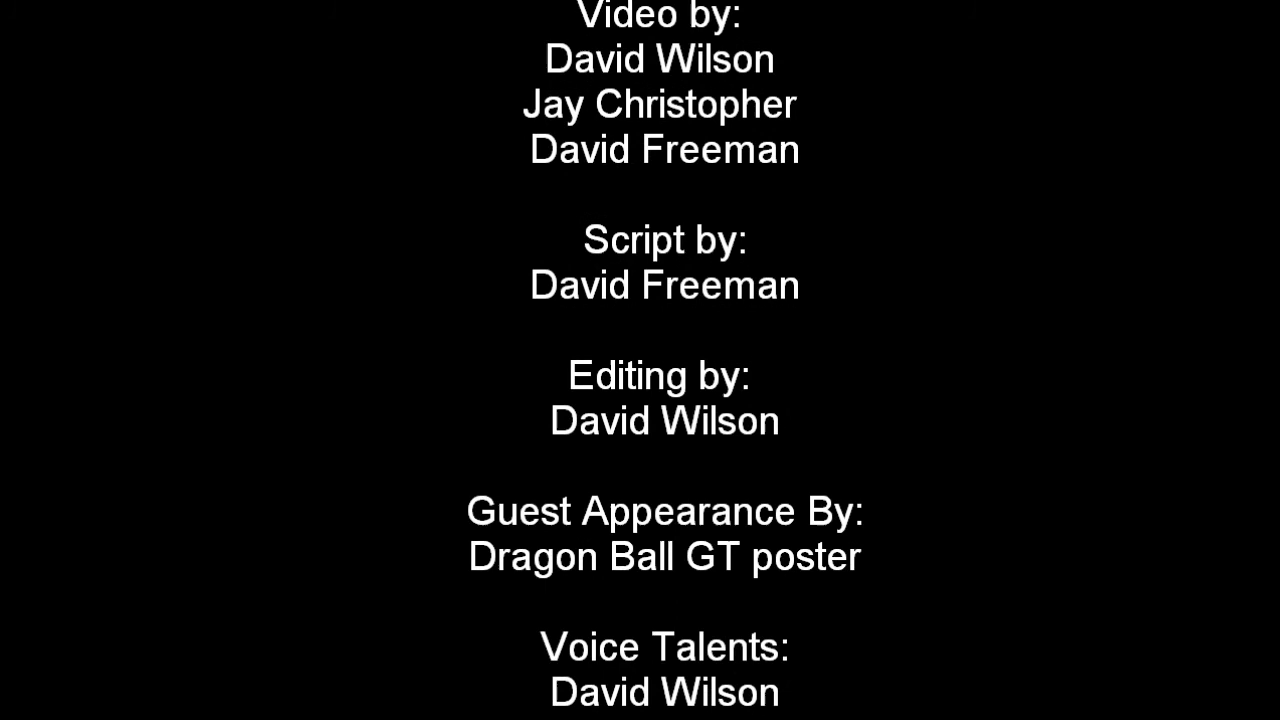 Video by:
David Wilson
Jay Christopher
David Freeman
Script by:
David Freeman
Editing by:
David Wilson
Guest Appearance By:
Dragon Ball GT poster
Voice Talents:
David Wilson